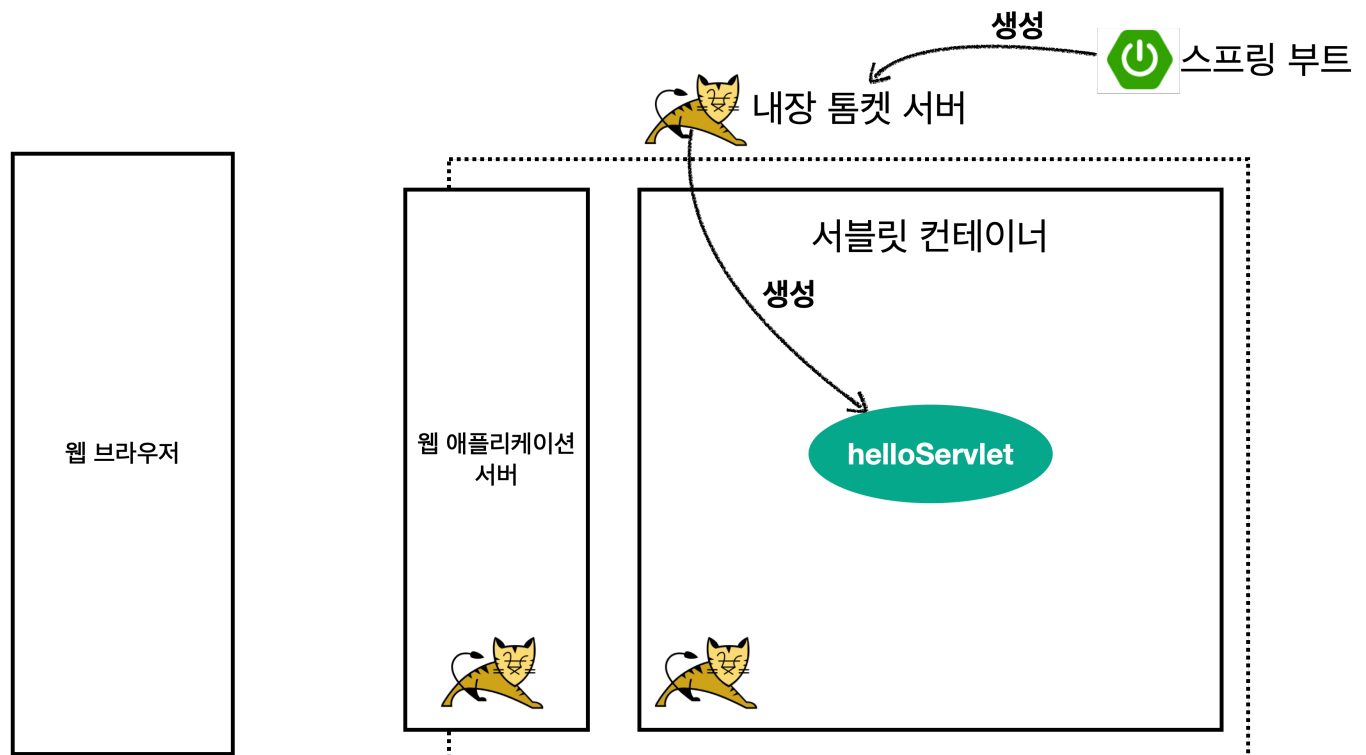 생성
스프링 부트
내장 톰켓 서버
서블릿 컨테이너
생성
웹 브라우저
웹 애플리케이션
서버
helloServlet